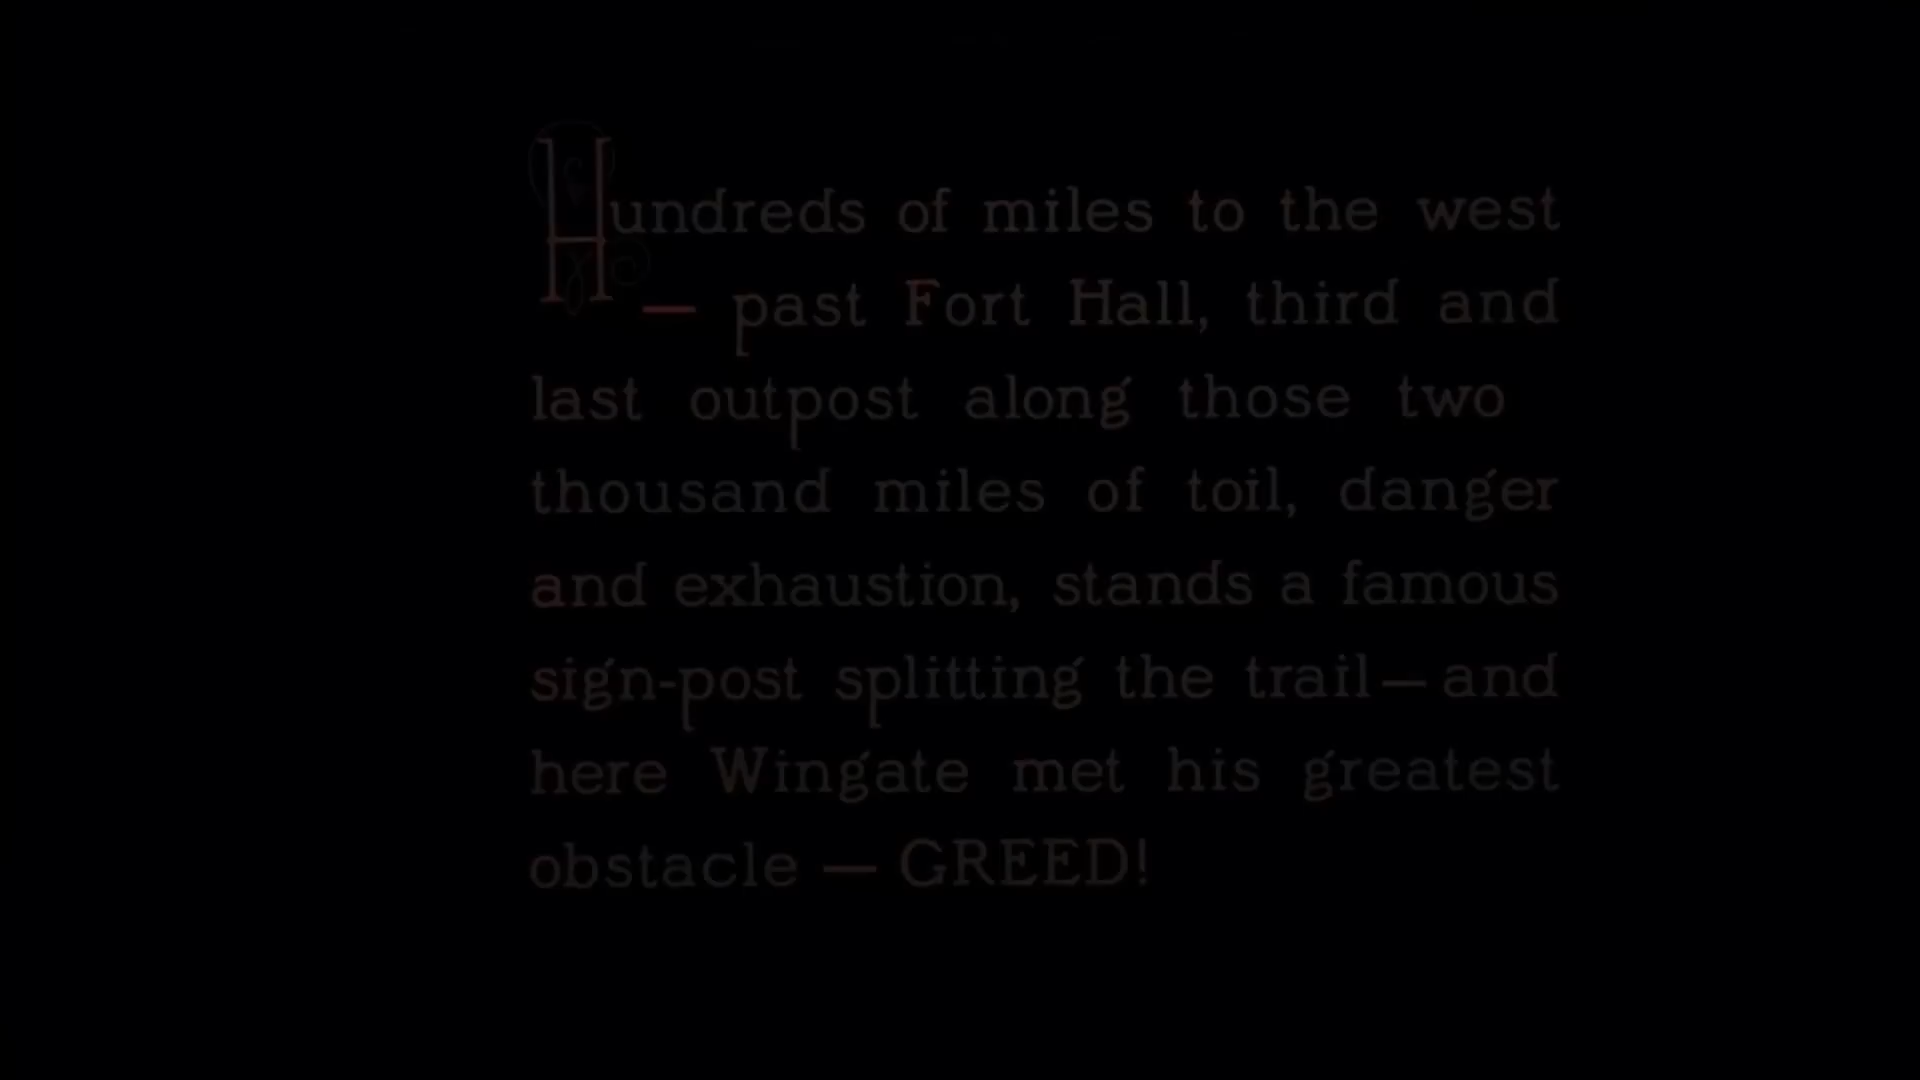 Hundreds of miles to the west
— past Fort Hall, third and
last outpost along those two
thousand miles of toil, danger
and exhaustion, stands a famous
sign-post splitting the trail — and
here Wingate met his greatest
obstacle — GREED!